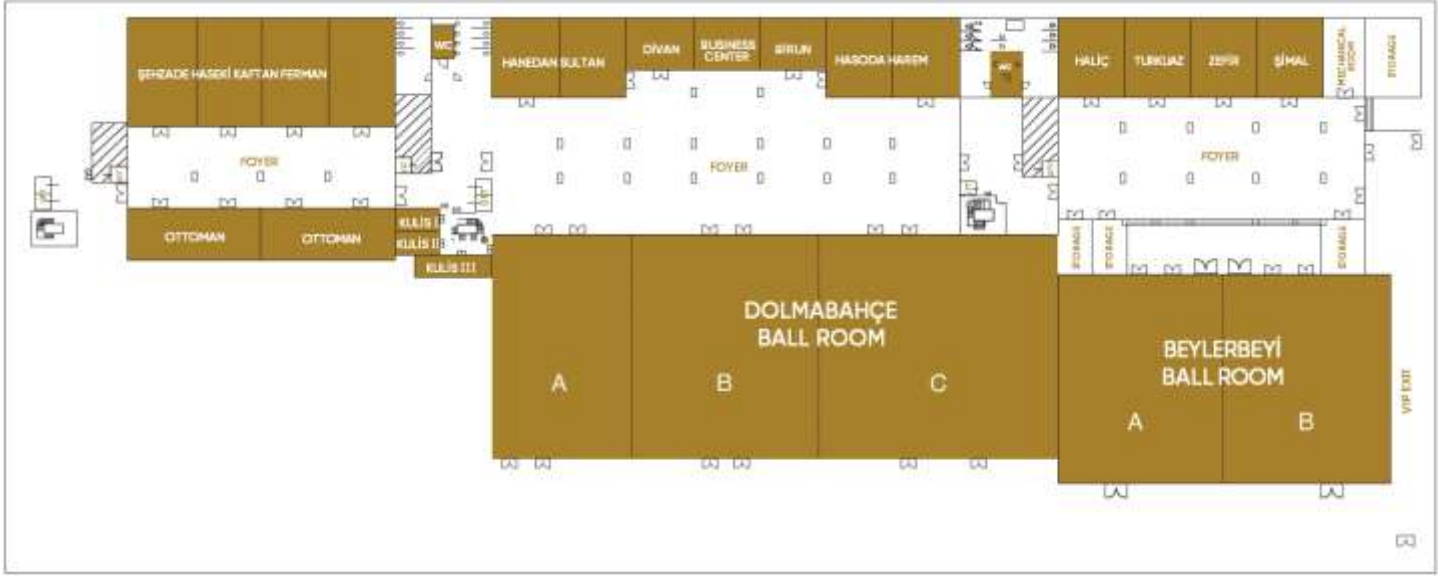 ŞEHZADE HASEKİ KAFTAN FERMAN
WC
HANEDAN SULTAN
DİVAN
BUSINESS
CENTER
BİRUN
HASODA HAREM
WC
HALİÇ
TURKUAZ
ZEFİR
ŞİMAL
MECHANICAL
ROOM
STORAGE
FOYER
FOYER
FOYER
OTTOMAN
OTTOMAN
KULİS I
KULİS II
KULİS III
STORAGE
STORAGE
STORAGE
DOLMABAHÇE
BALL ROOM
A
B
C
BEYLERBEYİ
BALL ROOM
A
B
VIP EXIT